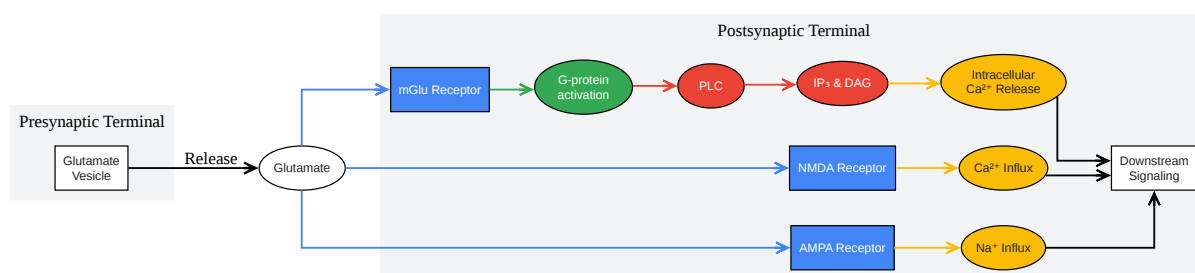 Postsynaptic Terminal
Presynaptic Terminal
Glutamate
Vesicle
Release
Glutamate
mGlu Receptor
G-protein
activation
PLC
IP₃ & DAG
Intracellular
Ca²⁺ Release
NMDA Receptor
Ca²⁺ Influx
AMPA Receptor
Na⁺ Influx
Downstream
Signaling